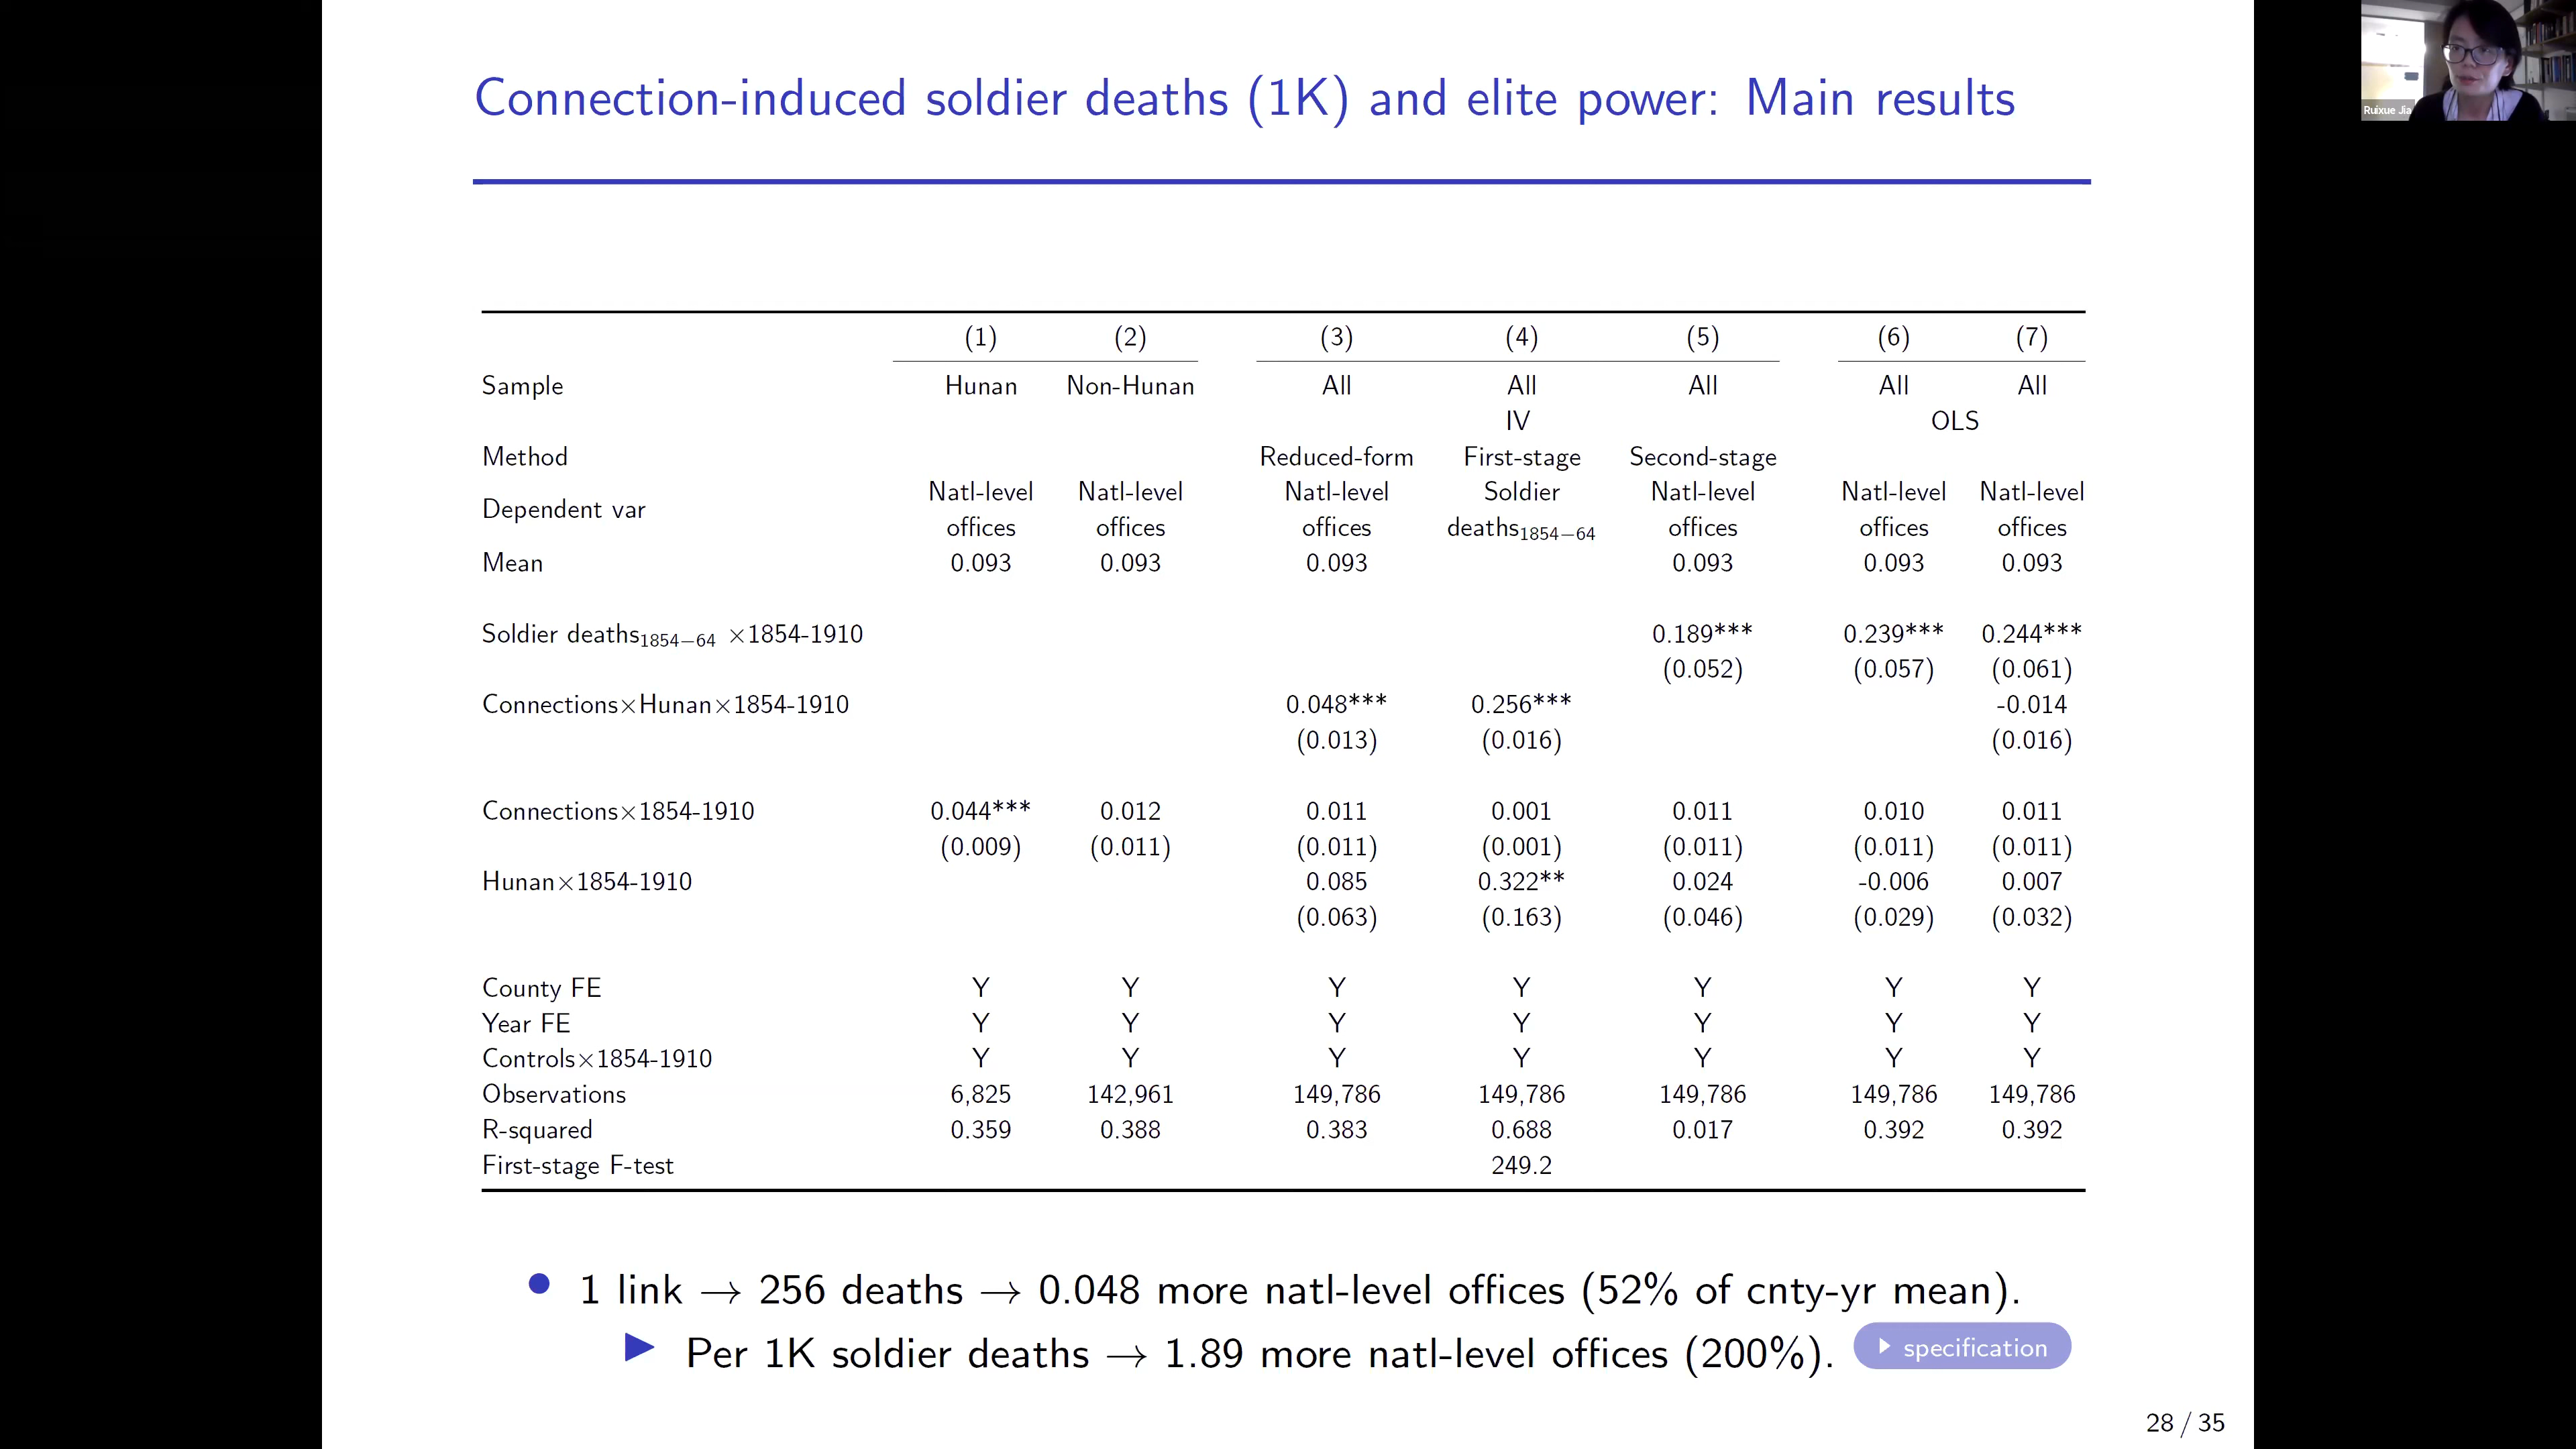 Connection-induced soldier deaths (1K) and elite power: Main results
Ruixue Jia
(1) (2) (3) (4) (5) (6) (7)
Sample Hunan Non-Hunan All All All All All
IV OLS
Method Reduced-form First-stage Second-stage
Natl-level Natl-level Natl-level Soldier Natl-level Natl-level Natl-level
Dependent var
offices offices offices deaths1854−64 offices offices offices
Mean 0.093 0.093 0.093 0.093 0.093 0.093
Soldier deaths1854−64 ×1854-1910 0.189*** 0.239*** 0.244***
(0.052) (0.057) (0.061)
Connections×Hunan×1854-1910 0.048*** 0.256*** -0.014
(0.013) (0.016) (0.016)
Connections×1854-1910 0.044*** 0.012 0.011 0.001 0.011 0.010 0.011
(0.009) (0.011) (0.011) (0.001) (0.011) (0.011) (0.011)
Hunan×1854-1910 0.085 0.322** 0.024 -0.006 0.007
(0.063) (0.163) (0.046) (0.029) (0.032)
County FE Y Y Y Y Y Y Y
Year FE Y Y Y Y Y Y Y
Controls×1854-1910 Y Y Y Y Y Y Y
Observations 6,825 142,961 149,786 149,786 149,786 149,786 149,786
R-squared 0.359 0.388 0.383 0.688 0.017 0.392 0.392
First-stage F-test 249.2
1 link → 256 deaths → 0.048 more natl-level offices (52% of cnty-yr mean).
Per 1K soldier deaths → 1.89 more natl-level offices (200%). specification
28 / 35